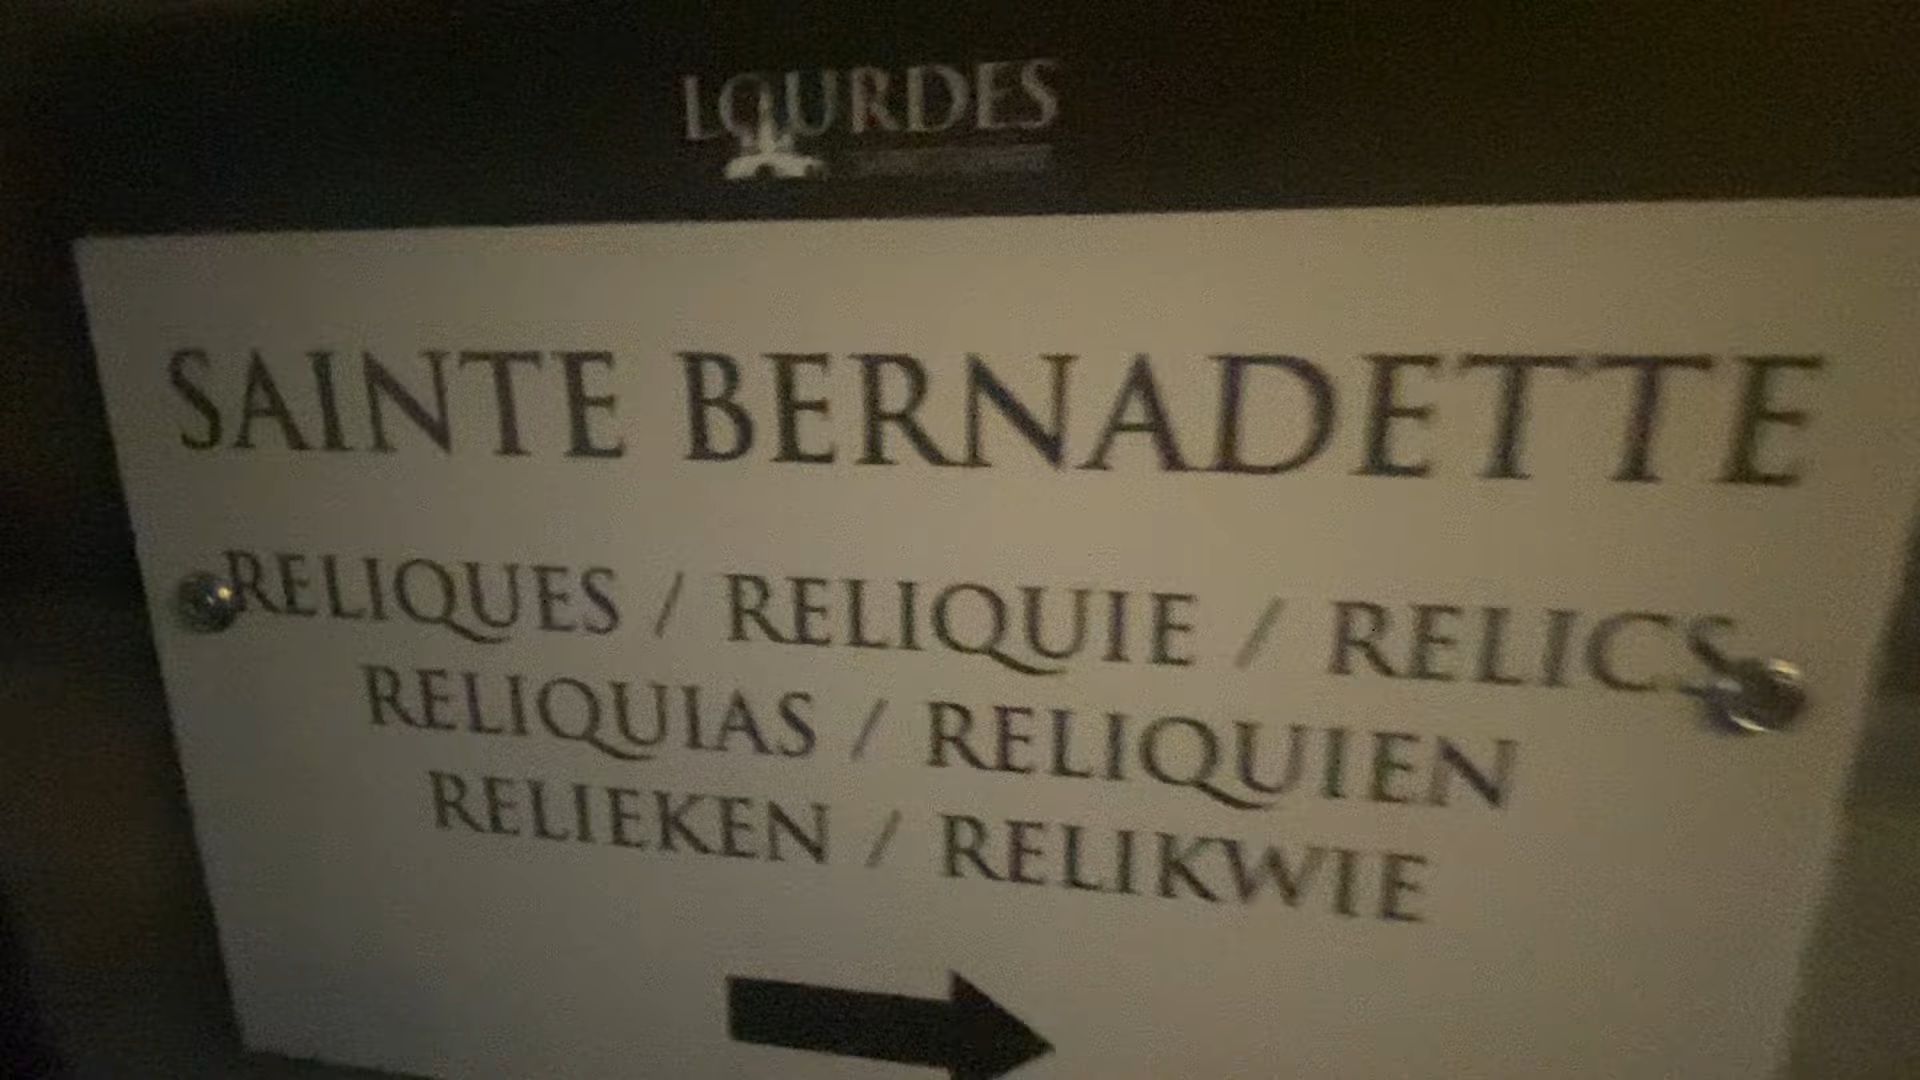 LOURDES
SAINTE BERNADETTE
RELIQUES / RELIQUIE / RELICS
RELIQUIAS / RELIQUIEN
RELIEKEN / RELIKWIE